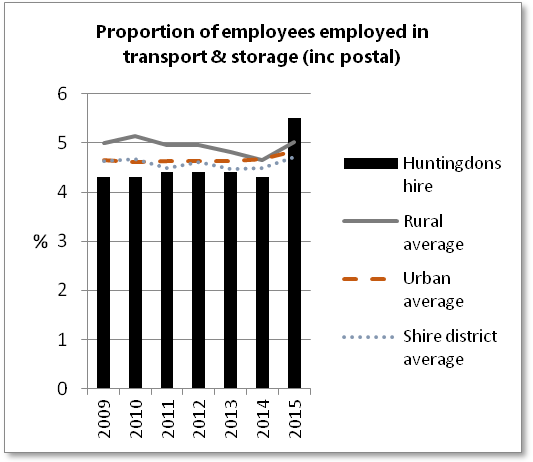 Proportion of employees employed in
transport & storage (inc postal)
6
5
4
3
2
1
0
%
2009
2010
2011
2012
2013
2014
2015
Huntingdons
hire
Rural
average
Urban
average
Shire district
average